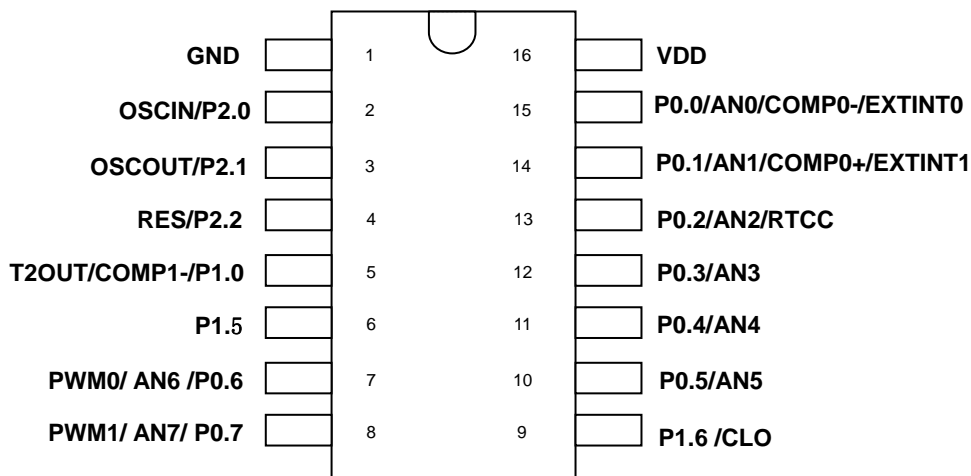 GND 1 16 VDD
OSCIN/P2.0 2 15 P0.0/AN0/COMP0-/EXTINT0
OSCOUT/P2.1 3 14 P0.1/AN1/COMP0+/EXTINT1
RES/P2.2 4 13 P0.2/AN2/RTCC
T2OUT/COMP1-/P1.0 5 12 P0.3/AN3
P1.5 6 11 P0.4/AN4
PWM0/ AN6 /P0.6 7 10 P0.5/AN5
PWM1/ AN7/ P0.7 8 9 P1.6 /CLO